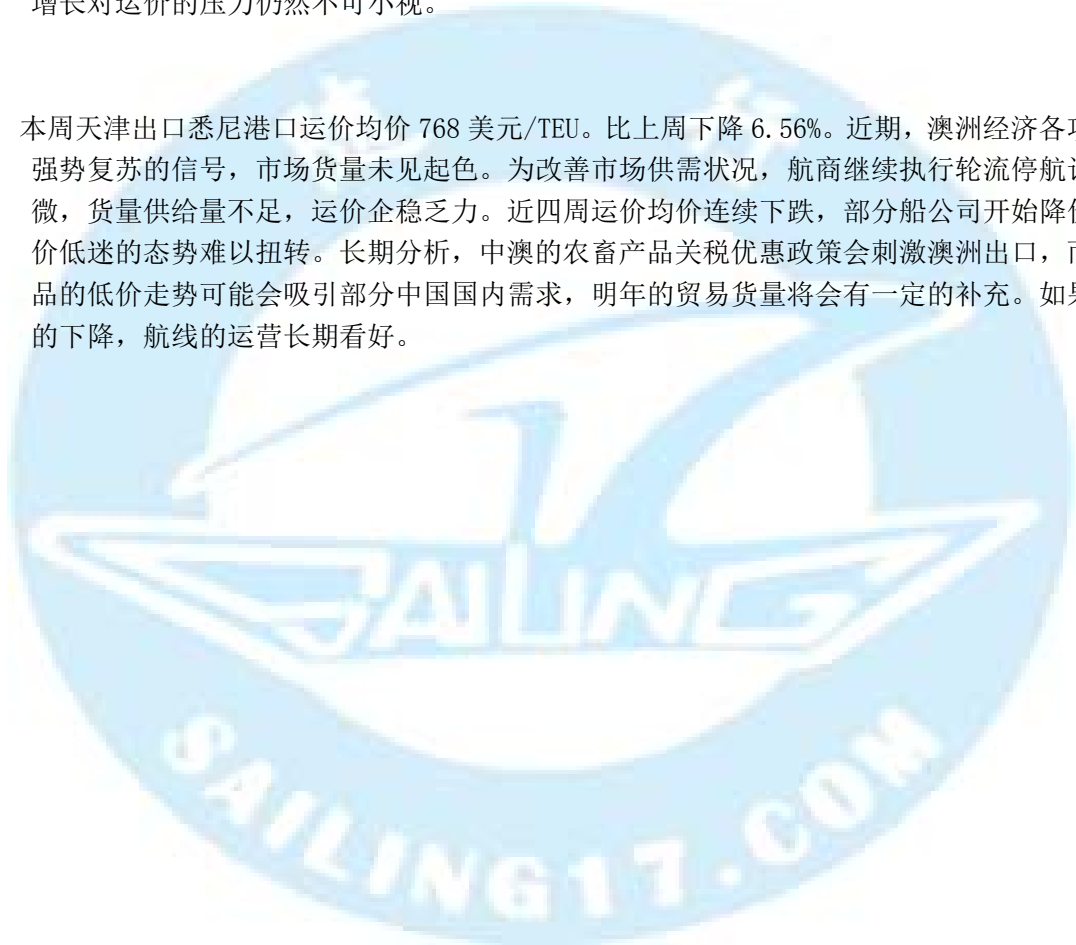 增长对运价的压力仍然不可小视。
本周天津出口悉尼港口运价均价 768 美元/TEU。比上周下降 6.56%。近期，澳洲经济各项
强势复苏的信号，市场货量未见起色。为改善市场供需状况，航商继续执行轮流停航计
微，货量供给量不足，运价企稳乏力。近四周运价均价连续下跌，部分船公司开始降价
价低迷的态势难以扭转。长期分析，中澳的农畜产品关税优惠政策会刺激澳洲出口，而
品的低价走势可能会吸引部分中国国内需求，明年的贸易货量将会有一定的补充。如果
的下降，航线的运营长期看好。
SAILING
SAILING17.COM